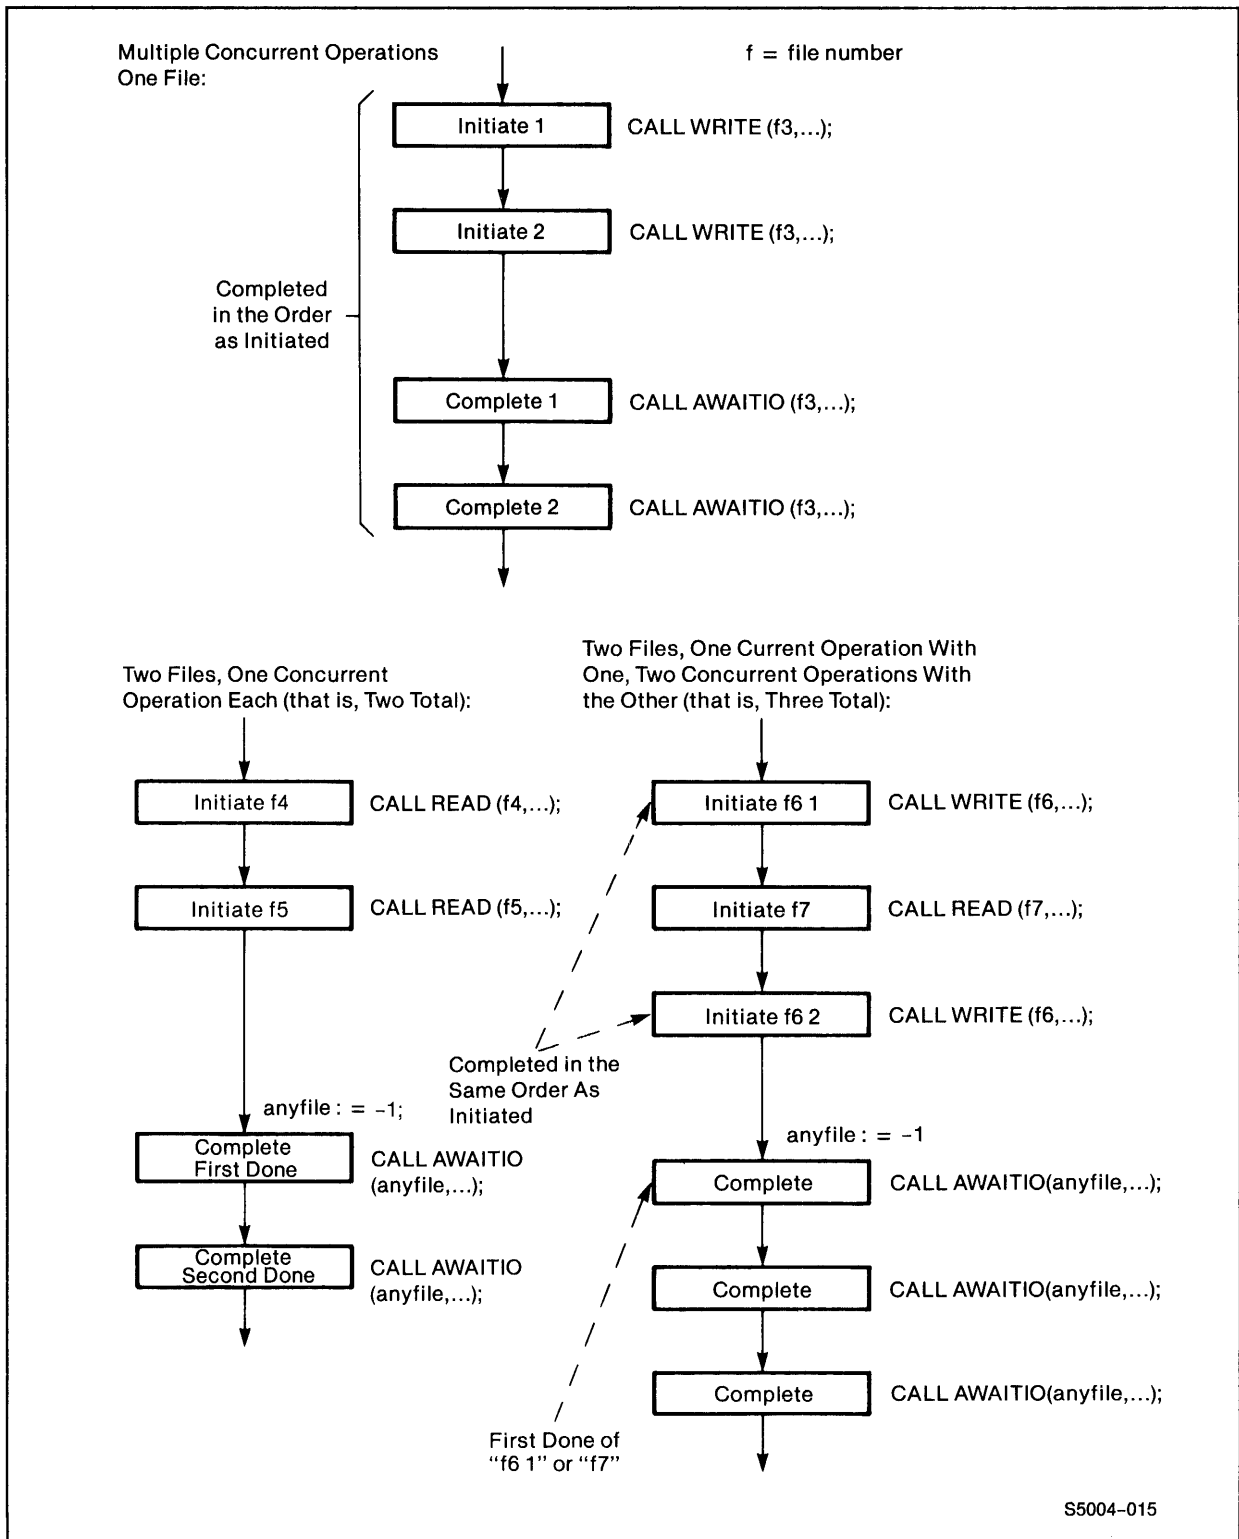 Multiple Concurrent Operations
One File:
f = file number
Initiate 1
CALL WRITE (f3,...);
Initiate 2
CALL WRITE (f3,...);
Completed
in the Order
as Initiated
Complete 1
CALL AWAITIO (f3,...);
Complete 2
CALL AWAITIO (f3,...);
Two Files, One Concurrent
Operation Each (that is, Two Total):
Initiate f4
CALL READ (f4,...);
Initiate f5
CALL READ (f5,...);
anyfile : = -1;
Complete
First Done
CALL AWAITIO
(anyfile,...);
Complete
Second Done
CALL AWAITIO
(anyfile,...);
Two Files, One Current Operation With
One, Two Concurrent Operations With
the Other (that is, Three Total):
Initiate f6 1
CALL WRITE (f6,...);
Initiate f7
CALL READ (f7,...);
Initiate f6 2
CALL WRITE (f6,...);
Completed in the
Same Order As
Initiated
anyfile : = -1
Complete
CALL AWAITIO(anyfile,...);
Complete
CALL AWAITIO(anyfile,...);
Complete
CALL AWAITIO(anyfile,...);
First Done of
"f6 1" or "f7"
S5004-015